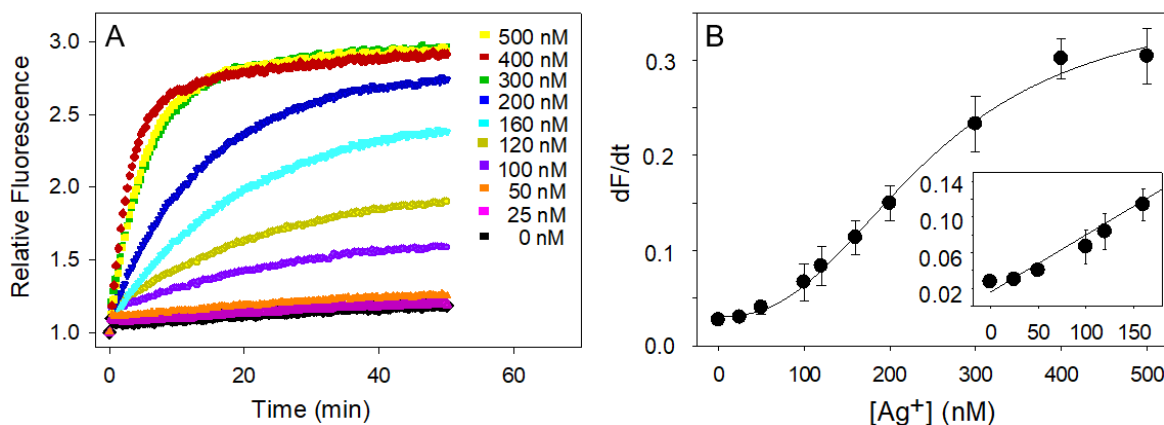 A
3.0
2.5
2.0
1.5
1.0
Relative Fluorescence
0
20
40
60
Time (min)
500 nM
400 nM
300 nM
200 nM
160 nM
120 nM
100 nM
50 nM
25 nM
0 nM
B
0.3
0.2
0.1
0.0
dF/dt
0
100
200
300
400
500
[Ag⁺] (nM)
0.14
0.10
0.06
0.02
0
50
100
150